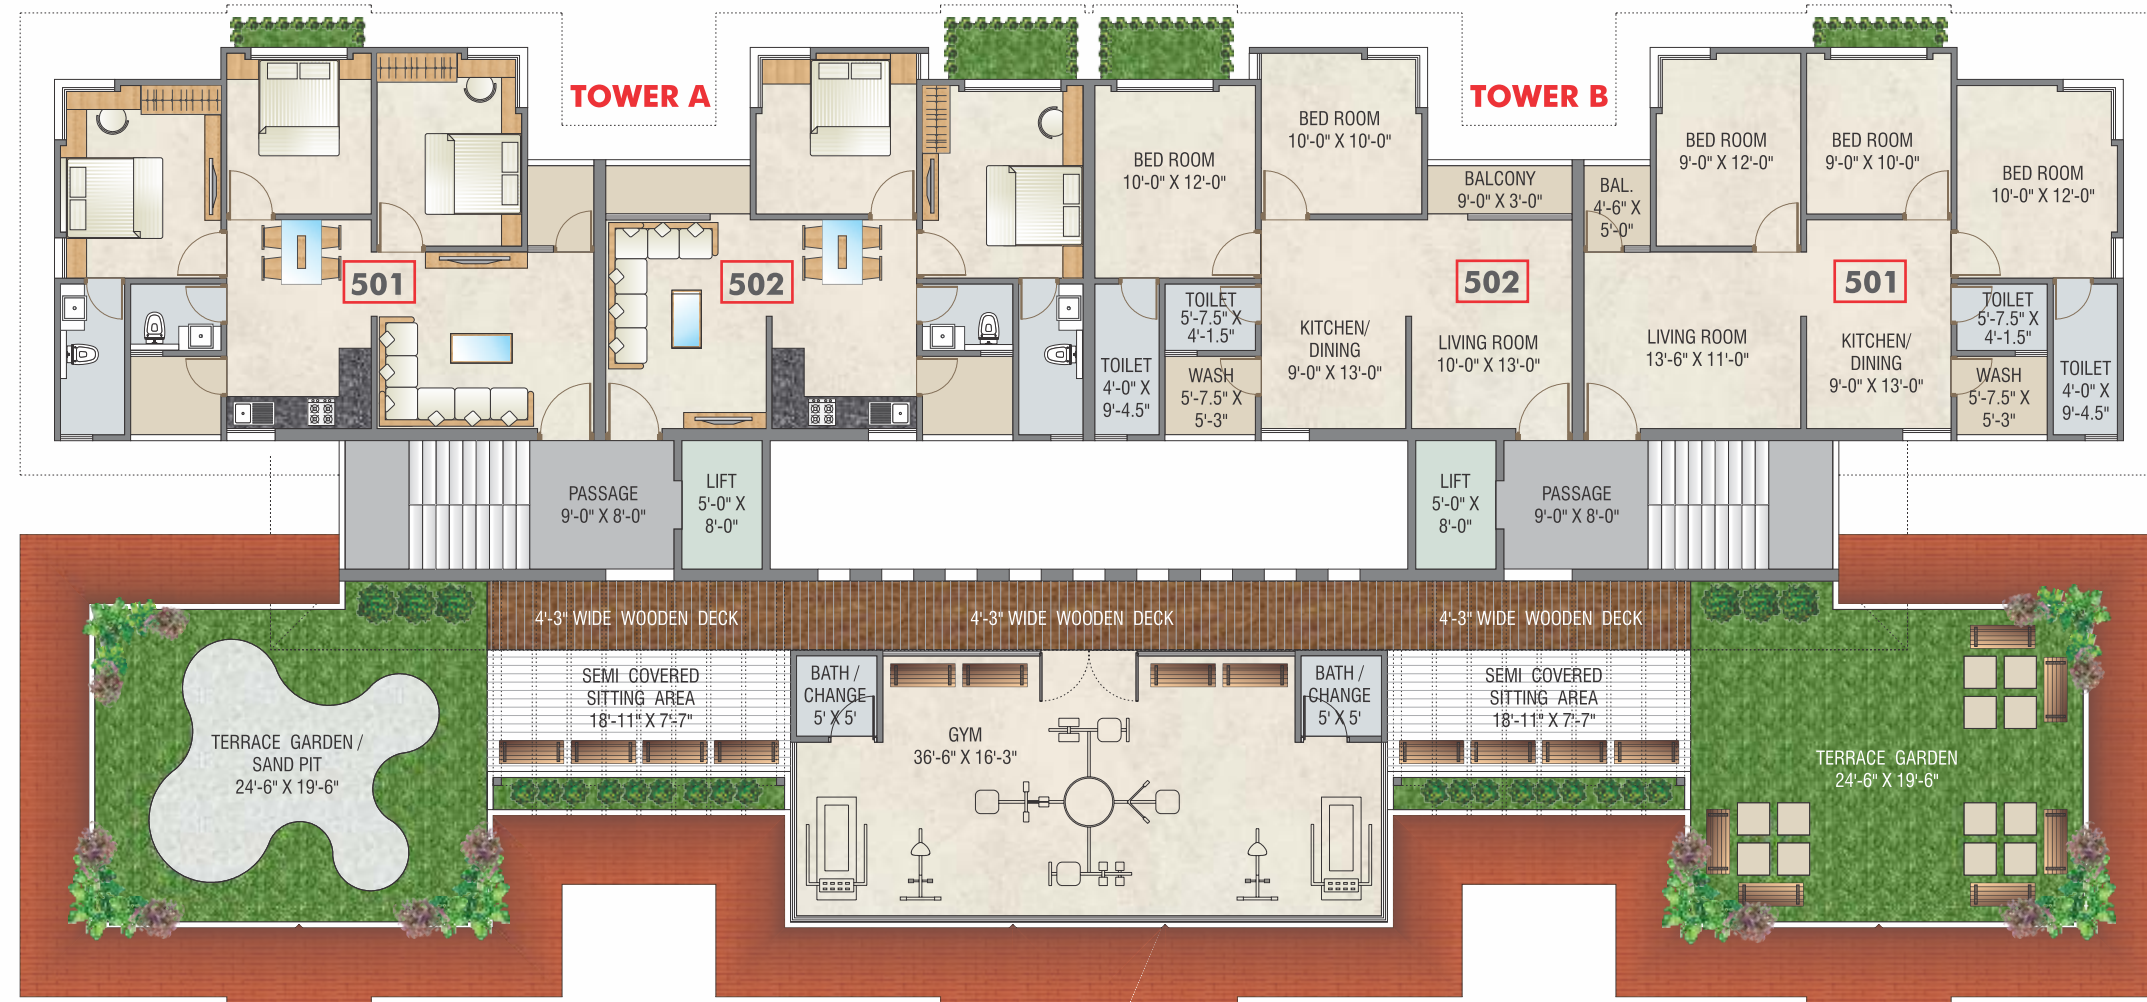 TOWER A
TOWER B
BED ROOM
10'-0" X 12'-0"
BED ROOM
10'-0" X 10'-0"
BALCONY
9'-0" X 3'-0"
BAL.
4'-6" X
5'-0"
BED ROOM
9'-0" X 12'-0"
BED ROOM
9'-0" X 10'-0"
BED ROOM
10'-0" X 12'-0"
501
502
502
501
TOILET
5'-7.5" X
4'-1.5"
KITCHEN/
DINING
9'-0" X 13'-0"
LIVING ROOM
10'-0" X 13'-0"
LIVING ROOM
13'-6" X 11'-0"
KITCHEN/
DINING
9'-0" X 13'-0"
TOILET
5'-7.5" X
4'-1.5"
TOILET
4'-0" X
9'-4.5"
WASH
5'-7.5" X
5'-3"
WASH
5'-7.5" X
5'-3"
TOILET
4'-0" X
9'-4.5"
PASSAGE
9'-0" X 8'-0"
LIFT
5'-0" X
8'-0"
LIFT
5'-0" X
8'-0"
PASSAGE
9'-0" X 8'-0"
4'-3" WIDE WOODEN DECK
4'-3" WIDE WOODEN DECK
4'-3" WIDE WOODEN DECK
SEMI COVERED
SITTING AREA
18'-11" X 7'-7"
BATH /
CHANGE
5' X 5'
BATH /
CHANGE
5' X 5'
SEMI COVERED
SITTING AREA
18'-11" X 7'-7"
TERRACE GARDEN /
SAND PIT
24'-6" X 19'-6"
GYM
36'-6" X 16'-3"
TERRACE GARDEN
24'-6" X 19'-6"